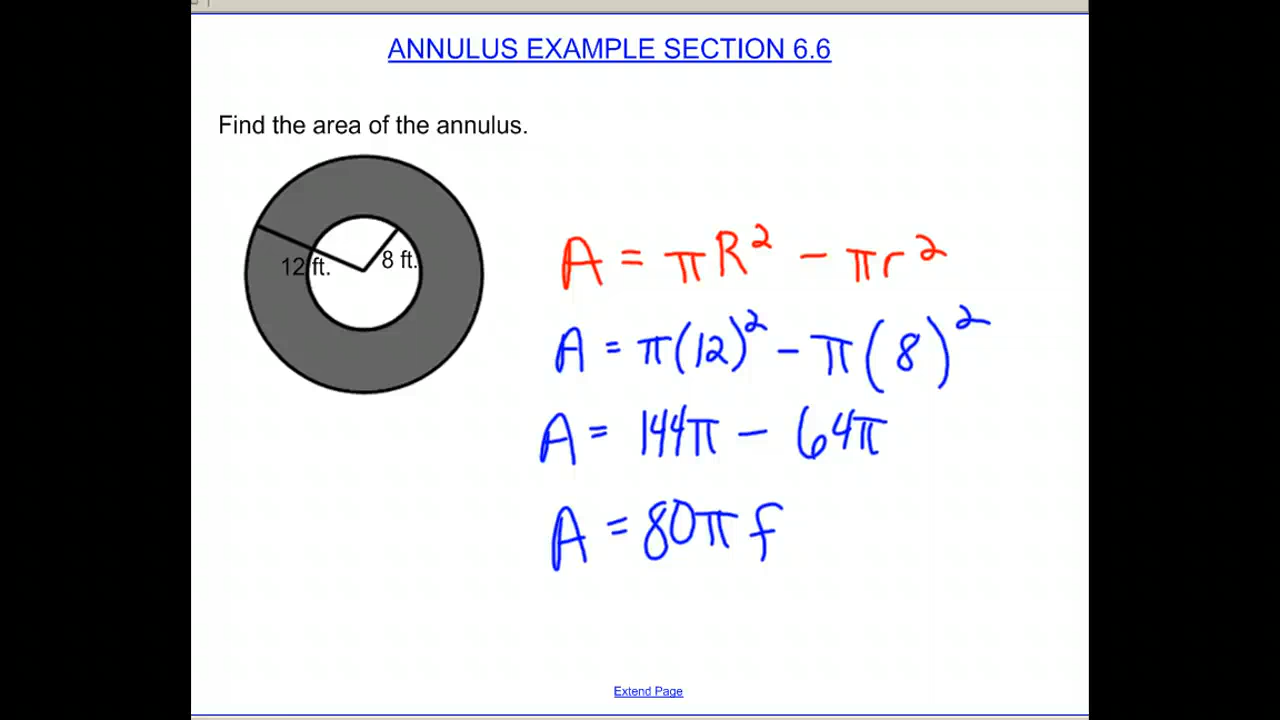 ANNULUS EXAMPLE SECTION 6.6
Find the area of the annulus.
12 ft.
8 ft.
A = πR² − πr²
A = π(12)² − π(8)²
A = 144π − 64π
A = 80π f
Extend Page